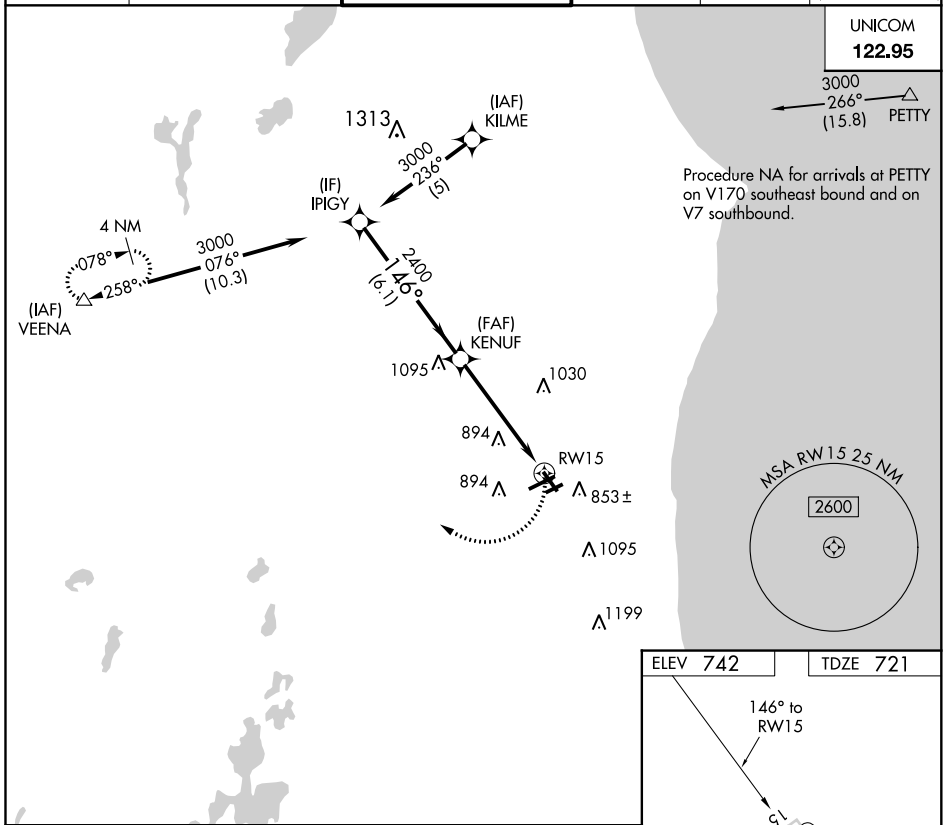 UNICOM
122.95
3000
266°
(15.8)
PETTY
Procedure NA for arrivals at PETTY
on V170 southeast bound and on
V7 southbound.
(IAF)
KILME
1313
3000
236°
(5)
(IF)
IPIGY
4 NM
078°
258°
3000
076°
(10.3)
(IAF)
VEENA
2400
146°
(6.1)
(FAF)
KENUF
1095
1030
894
RW15
894
853±
1095
1199
MSA RW15 25 NM
2600
ELEV 742
TDZE 721
146° to
RW15
15